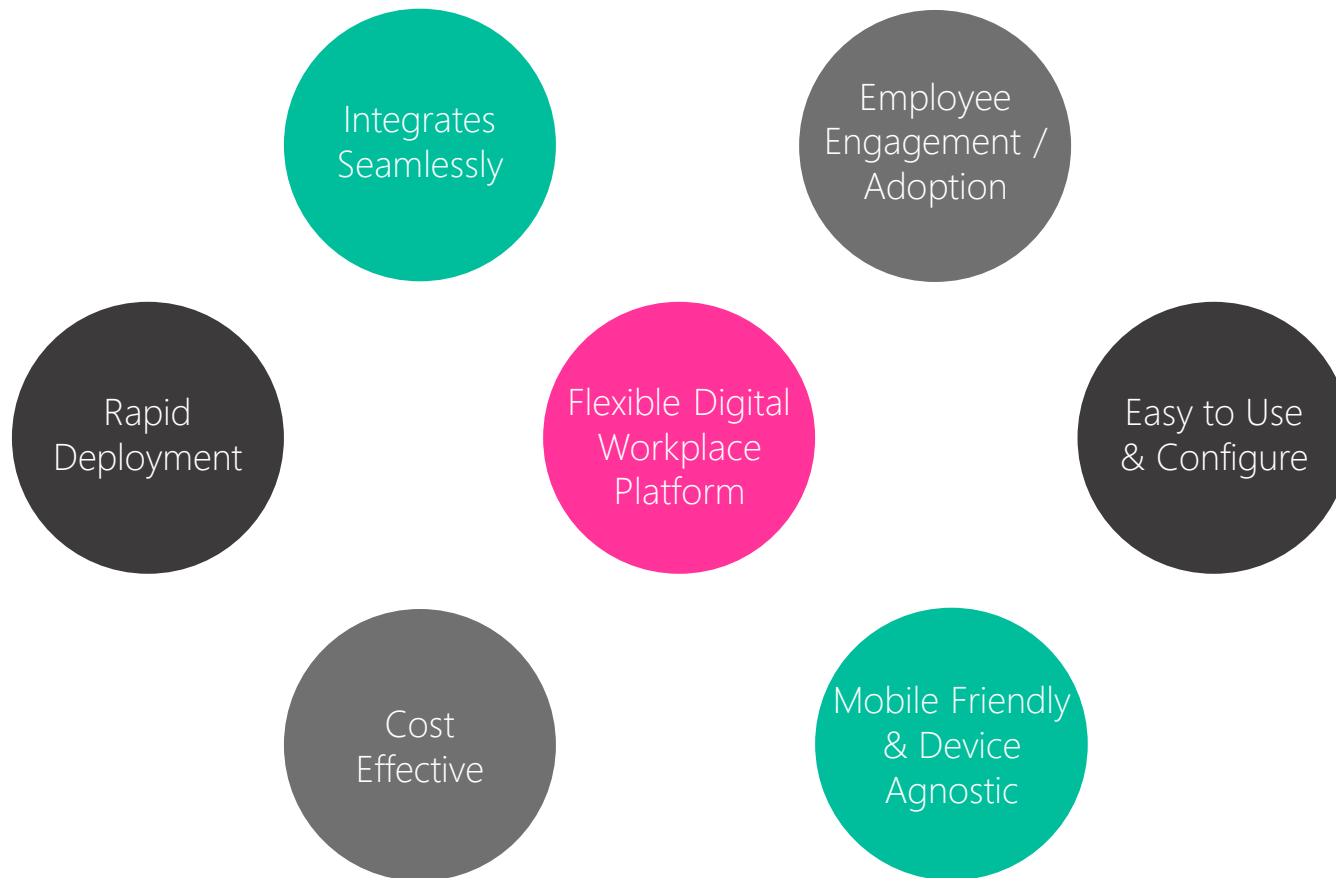 Integrates
Seamlessly
Employee
Engagement /
Adoption
Rapid
Deployment
Flexible Digital
Workplace
Platform
Easy to Use
& Configure
Cost
Effective
Mobile Friendly
& Device
Agnostic